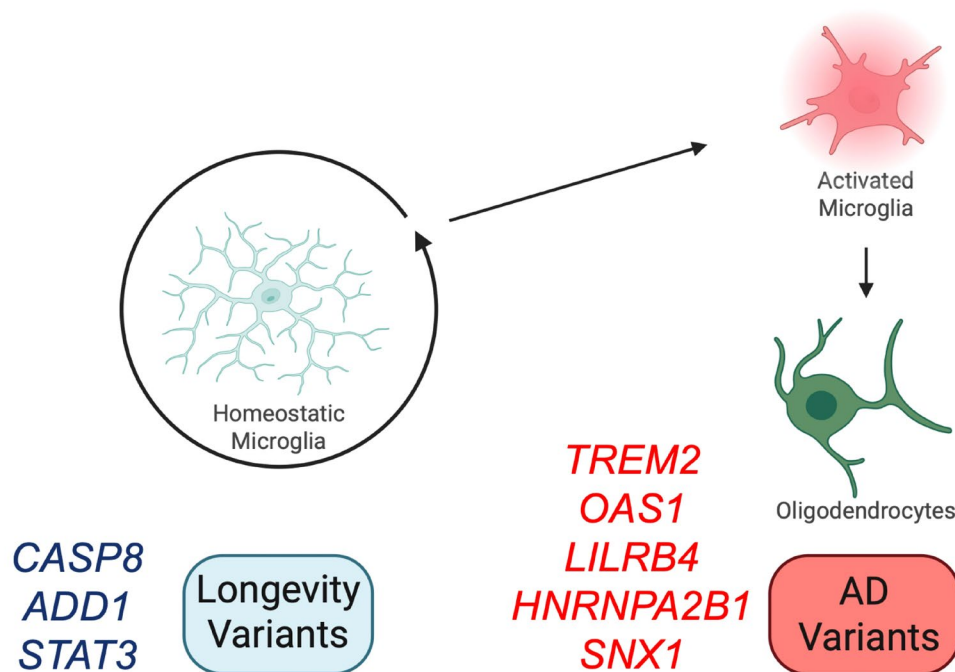 Activated
Microglia
Homeostatic
Microglia
Oligodendrocytes
CASP8
ADD1
STAT3
Longevity
Variants
TREM2
OAS1
LILRB4
HNRNPA2B1
SNX1
AD
Variants